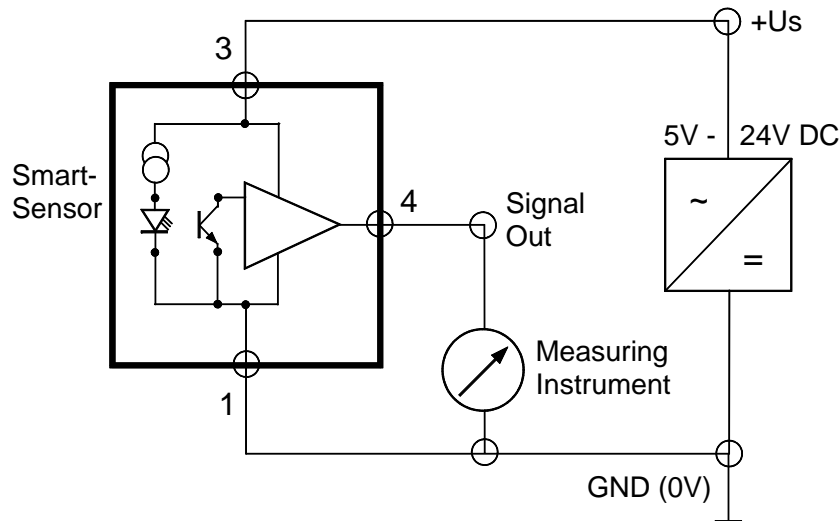 3
+Us
5V - 24V DC
Smart-
Sensor
4
Signal
Out
~
=
Measuring
Instrument
1
GND (0V)